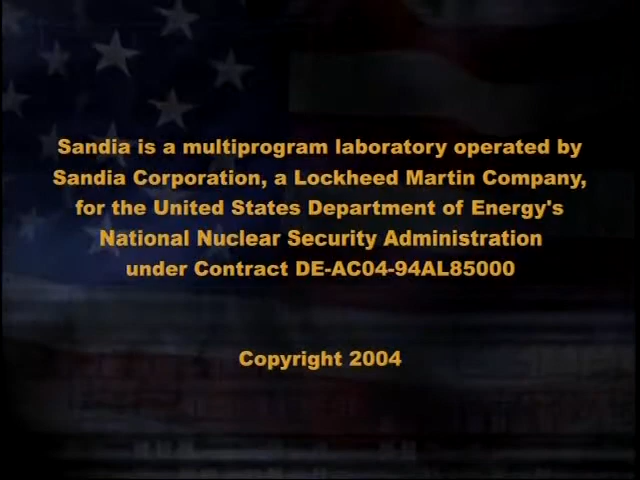 Sandia is a multiprogram laboratory operated by
Sandia Corporation, a Lockheed Martin Company,
for the United States Department of Energy's
National Nuclear Security Administration
under Contract DE-AC04-94AL85000
Copyright 2004